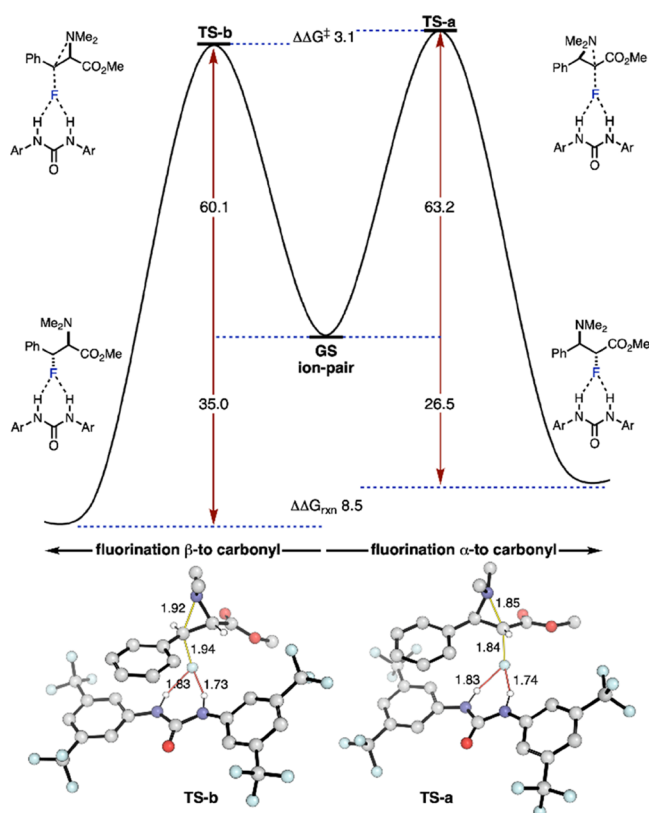 TS-b
ΔΔG‡ 3.1
TS-a
NMe2
Ph
CO2Me
F
H H
N N
Ar Ar
O
Me2N
Ph
CO2Me
F
H H
N N
Ar Ar
O
60.1
63.2
Me2N
Ph
CO2Me
F
H H
N N
Ar Ar
O
GS
ion-pair
NMe2
Ph
CO2Me
F
H H
N N
Ar Ar
O
35.0
26.5
ΔΔGrxn 8.5
fluorination β-to carbonyl
fluorination α-to carbonyl
1.92
1.94
1.83
1.73
1.85
1.84
1.83
1.74
TS-b
TS-a